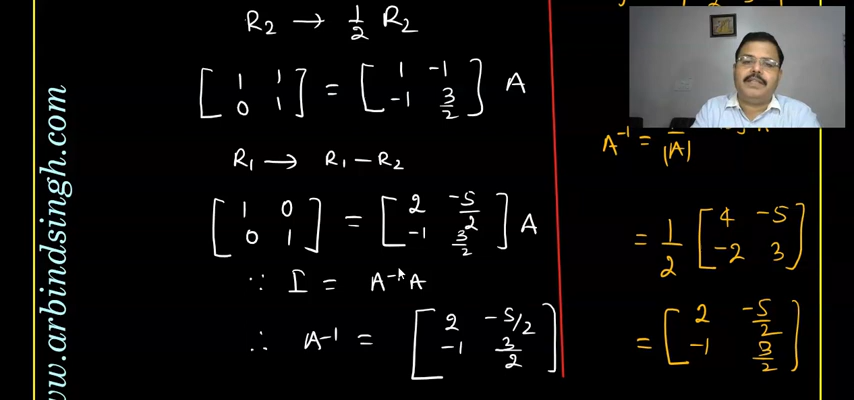 R₂ → 1/2 R₂
[1 1; 0 1] = [1 -1; -1 3/2] A
R₁ → R₁ - R₂
[1 0; 0 1] = [2 -5/2; -1 3/2] A
∵ I = A⁻¹A
∴ A⁻¹ = [2 -5/2; -1 3/2]
A⁻¹ = 1/|A|
= 1/2 [4 -5; -2 3]
= [2 -5/2; -1 3/2]
www.arbindsingh.com